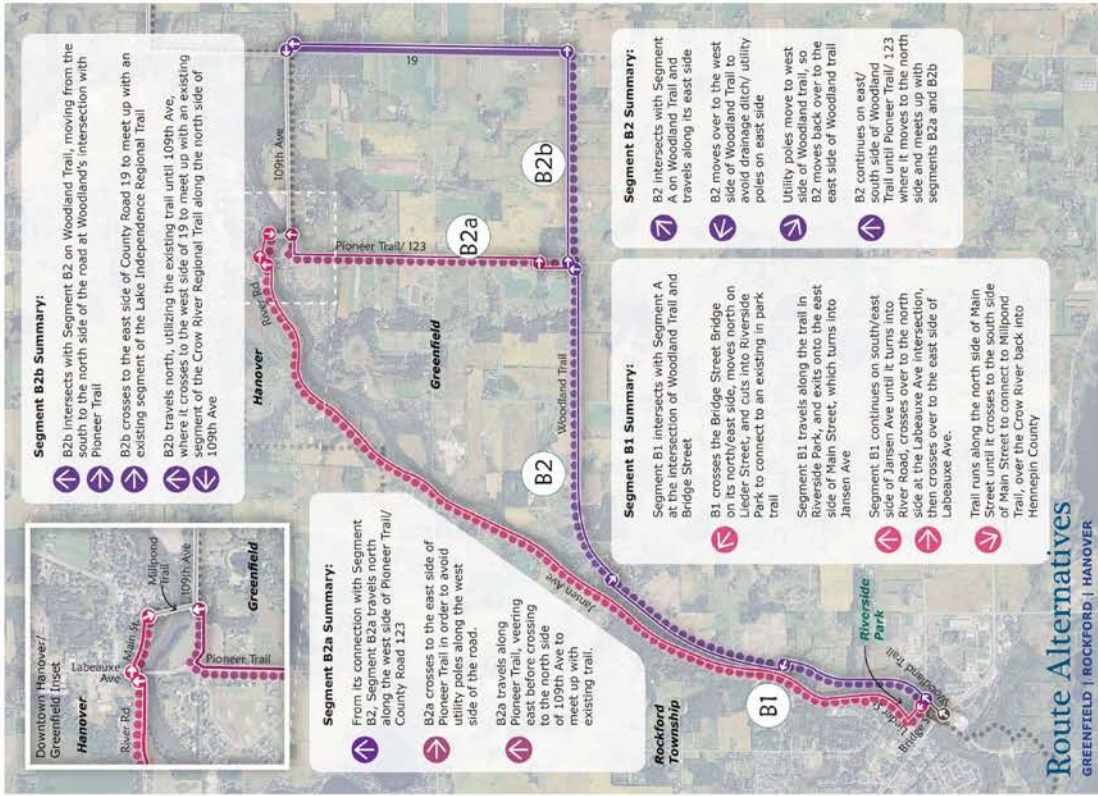 Downtown Hanover/
Greenfield Inset
Hanover
River Rd
Labeauxe
Ave
Main St.
Millpond
Trail
109th Ave
Greenfield
Pioneer Trail
Segment B2b Summary:
B2b intersects with Segment B2 on Woodland Trail, moving from the
south to the north side of the road at Woodland's intersection with
Pioneer Trail
B2b crosses to the east side of County Road 19 to meet up with an
existing segment of the Lake Independence Regional Trail
B2b travels north, utilizing the existing trail until 109th Ave,
where it crosses to the west side of 19 to meet up with an existing
segment of the Crow River Regional Trail along the north side of
109th Ave
Segment B2a Summary:
From its connection with Segment
B2, Segment B2a travels north
along the west side of Pioneer Trail/
County Road 123
B2a crosses to the east side of
Pioneer Trail in order to avoid
utility poles along the west
side of the road.
B2a travels along
Pioneer Trail, veering
east before crossing
to the north side
of 109th Ave to
meet up with
existing trail.
Hanover
River Rd
109th Ave
19
Pioneer Trail/ 123
B2a
Greenfield
B2b
B2
Woodland Trail
Jansen Ave
Rockford
Township
B1
Riverside
Park
Woodland Trail
Bridge
Segment B1 Summary:
Segment B1 intersects with Segment A
at the intersection of Woodland Trail and
Bridge Street
B1 crosses the Bridge Street Bridge
on its north/east side, moves north on
Lieder Street, and cuts into Riverside
Park to connect to an existing in park
trail
Segment B1 travels along the trail in
Riverside Park, and exits onto the east
side of Main Street, which turns into
Jansen Ave
Segment B1 continues on south/east
side of Jansen Ave until it turns into
River Road, crosses over to the north
side at the Labeauxe Ave intersection,
then crosses over to the east side of
Labeauxe Ave.
Trail runs along the north side of Main
Street until it crosses to the south side
of Main Street to connect to Millpond
Trail, over the Crow River back into
Hennepin County
Segment B2 Summary:
B2 intersects with Segment
A on Woodland Trail and
travels along its east side
B2 moves over to the west
side of Woodland Trail to
avoid drainage ditch/ utility
poles on east side
Utility poles move to west
side of Woodland trail, so
B2 moves back over to the
east side of Woodland trail
B2 continues on east/
south side of Woodland
Trail until Pioneer Trail/ 123
where it moves to the north
side and meets up with
segments B2a and B2b
Route Alternatives
GREENFIELD | ROCKFORD | HANOVER